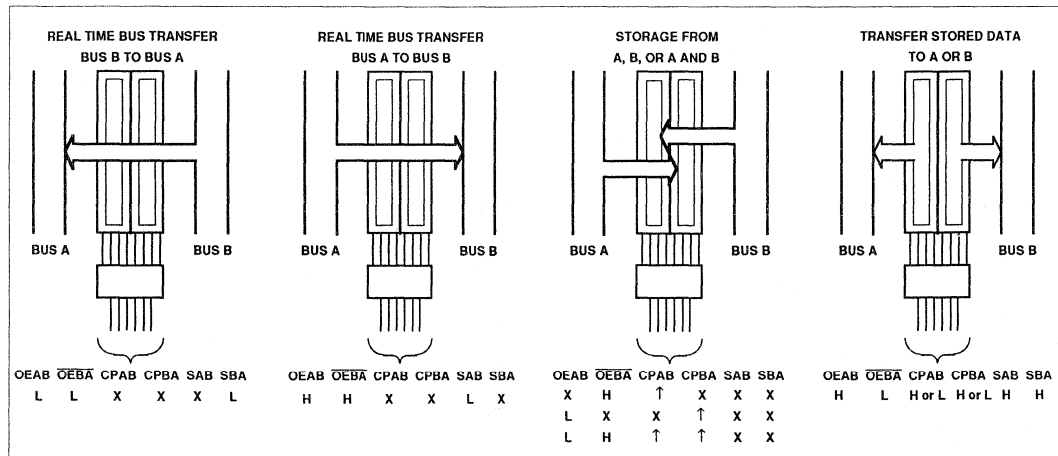 REAL TIME BUS TRANSFER
BUS B TO BUS A
BUS A
BUS B
OEAB OEBA CPAB CPBA SAB SBA
L L X X X L
REAL TIME BUS TRANSFER
BUS A TO BUS B
BUS A
BUS B
OEAB OEBA CPAB CPBA SAB SBA
H H X X L X
STORAGE FROM
A, B, OR A AND B
BUS A
BUS B
OEAB OEBA CPAB CPBA SAB SBA
X H ↑ X X X
L X X ↑ X X
L H ↑ ↑ X X
TRANSFER STORED DATA
TO A OR B
BUS A
BUS B
OEAB OEBA CPAB CPBA SAB SBA
H L H or L H or L H H